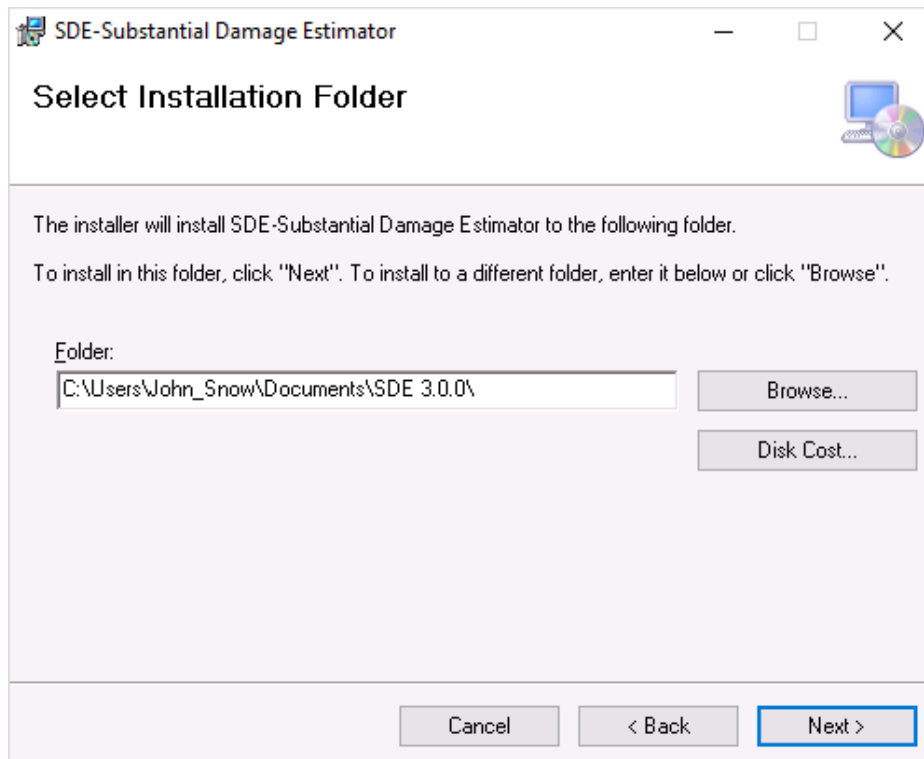 SDE-Substantial Damage Estimator
Select Installation Folder
The installer will install SDE-Substantial Damage Estimator to the following folder.
To install in this folder, click "Next". To install to a different folder, enter it below or click "Browse".
Folder:
C:\Users\John_Snow\Documents\SDE 3.0.0\
Browse...
Disk Cost...
Cancel
< Back
Next >